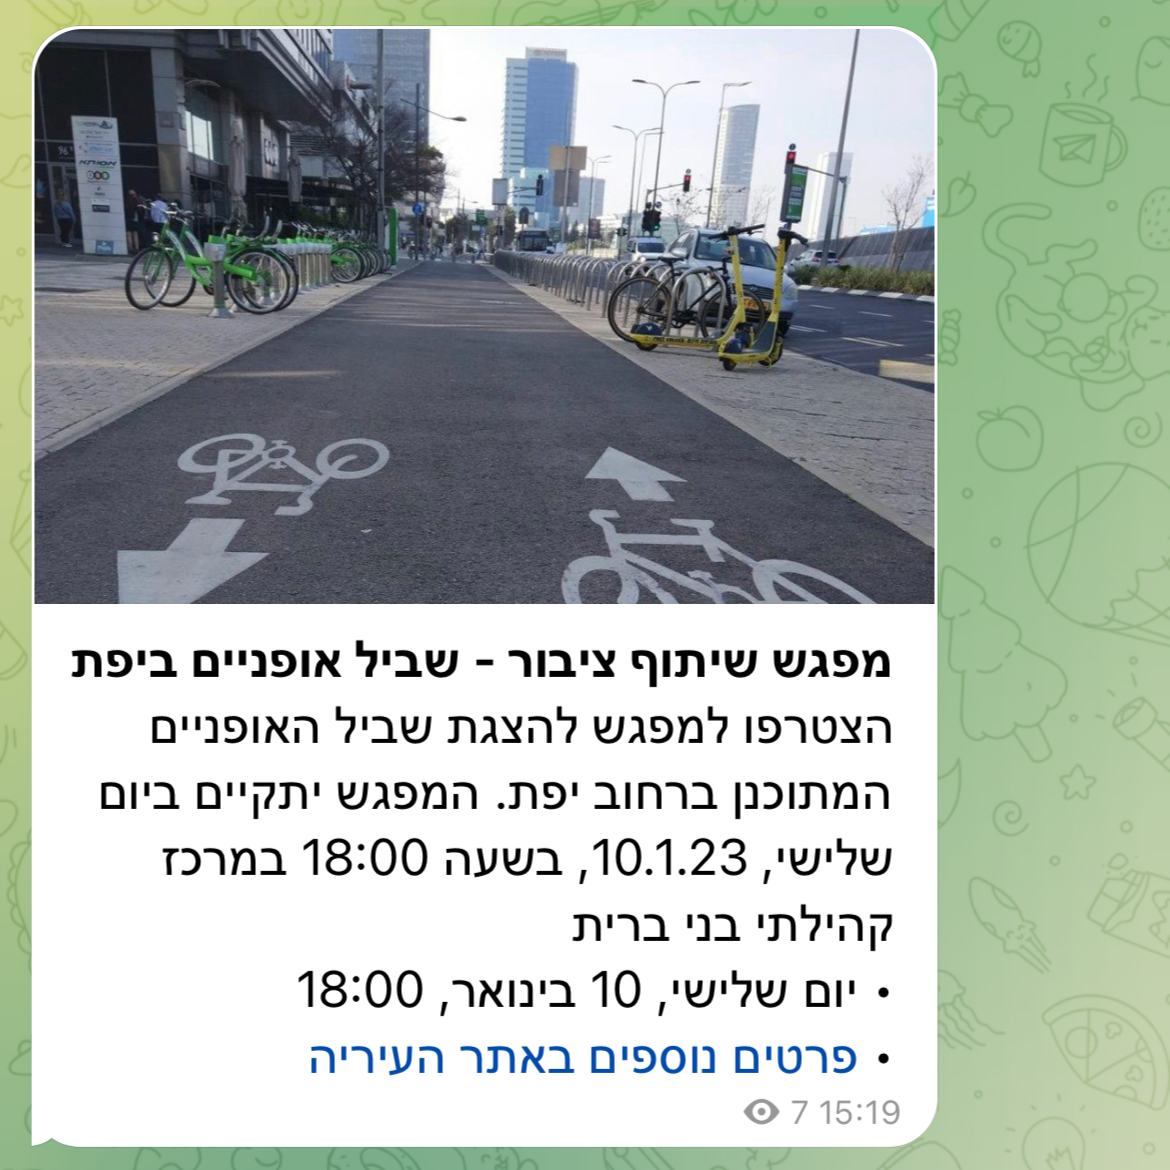 מפגש שיתוף ציבור - שביל אופניים ביפת
הצטרפו למפגש להצגת שביל האופניים
המתוכנן ברחוב יפת. המפגש יתקיים ביום
שלישי, 10.1.23, בשעה 18:00 במרכז
קהילתי בני ברית
• יום שלישי, 10 בינואר, 18:00
• פרטים נוספים באתר העיריה
7 15:19